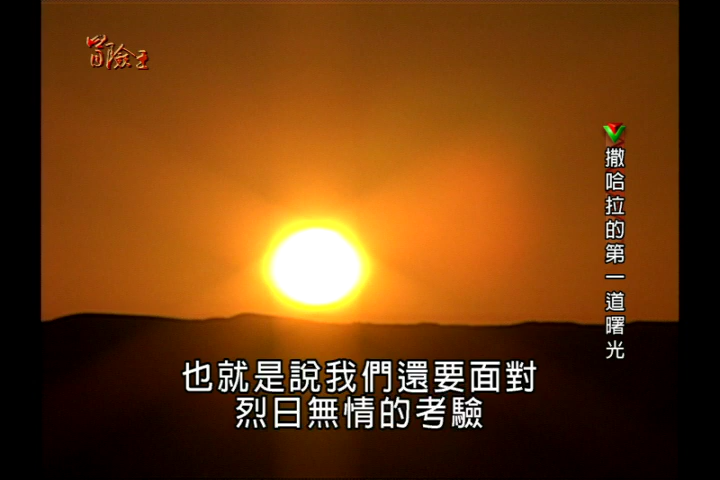 冒險王
撒哈拉的第一道曙光
也就是說我們還要面對
烈日無情的考驗